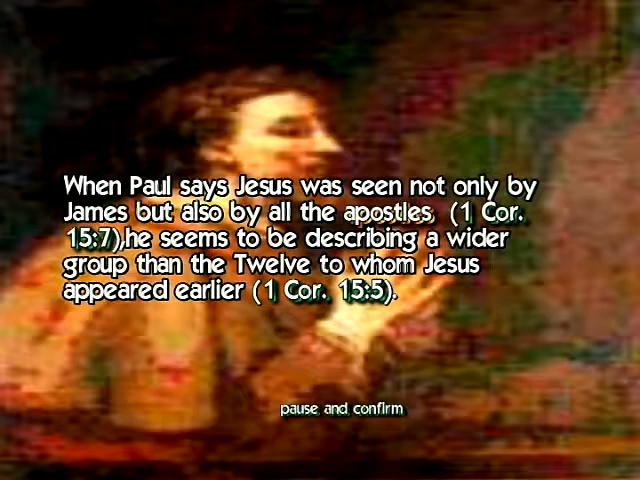 When Paul says Jesus was seen not only by
James but also by all the apostles  (1 Cor.
15:7),he seems to be describing a wider
group than the Twelve to whom Jesus
appeared earlier (1 Cor. 15:5).
pause and confirm